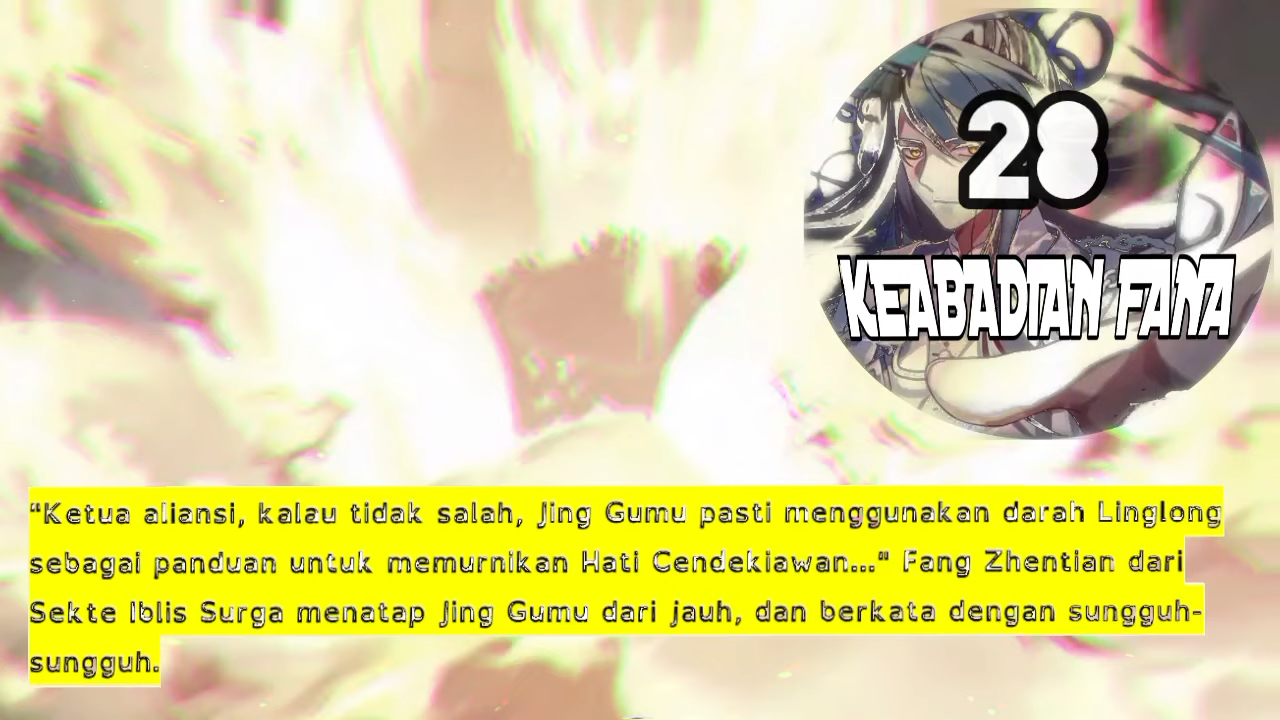 28
KEABADIAN FANA
"Ketua aliansi, kalau tidak salah, Jing Gumu pasti menggunakan darah Linglong
sebagai panduan untuk memurnikan Hati Cendekiawan..." Fang Zhentian dari
Sekte Iblis Surga menatap Jing Gumu dari jauh, dan berkata dengan sungguh-
sungguh.